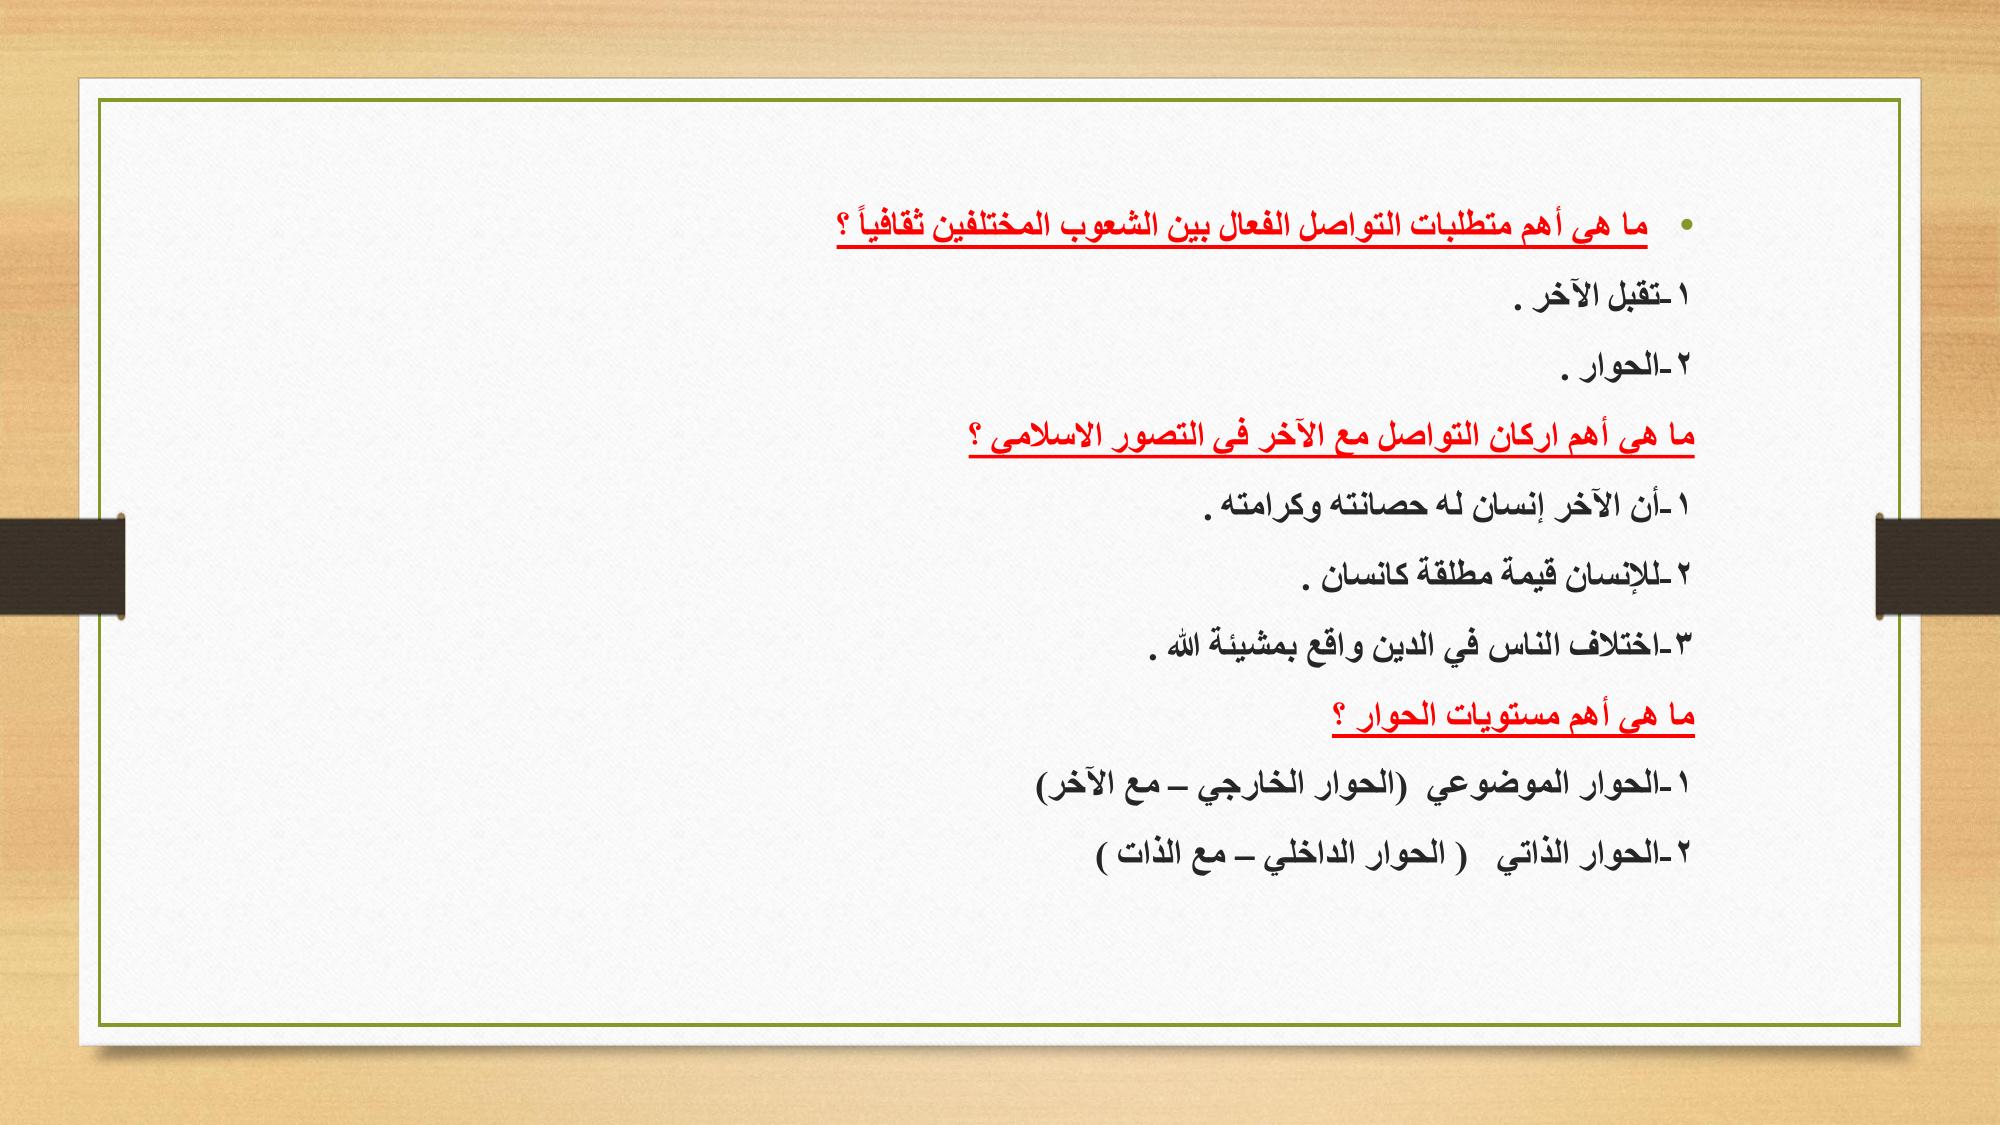 • ما هي أهم متطلبات التواصل الفعال بين الشعوب المختلفين ثقافياً ؟
١-تقبل الآخر .
٢-الحوار .
ما هي أهم اركان التواصل مع الآخر في التصور الاسلامي ؟
١-أن الآخر إنسان له حصانته وكرامته .
٢-للإنسان قيمة مطلقة كانسان .
٣-اختلاف الناس في الدين واقع بمشيئة الله .
ما هي أهم مستويات الحوار ؟
١-الحوار الموضوعي (الحوار الخارجي – مع الآخر)
٢-الحوار الذاتي ( الحوار الداخلي – مع الذات )